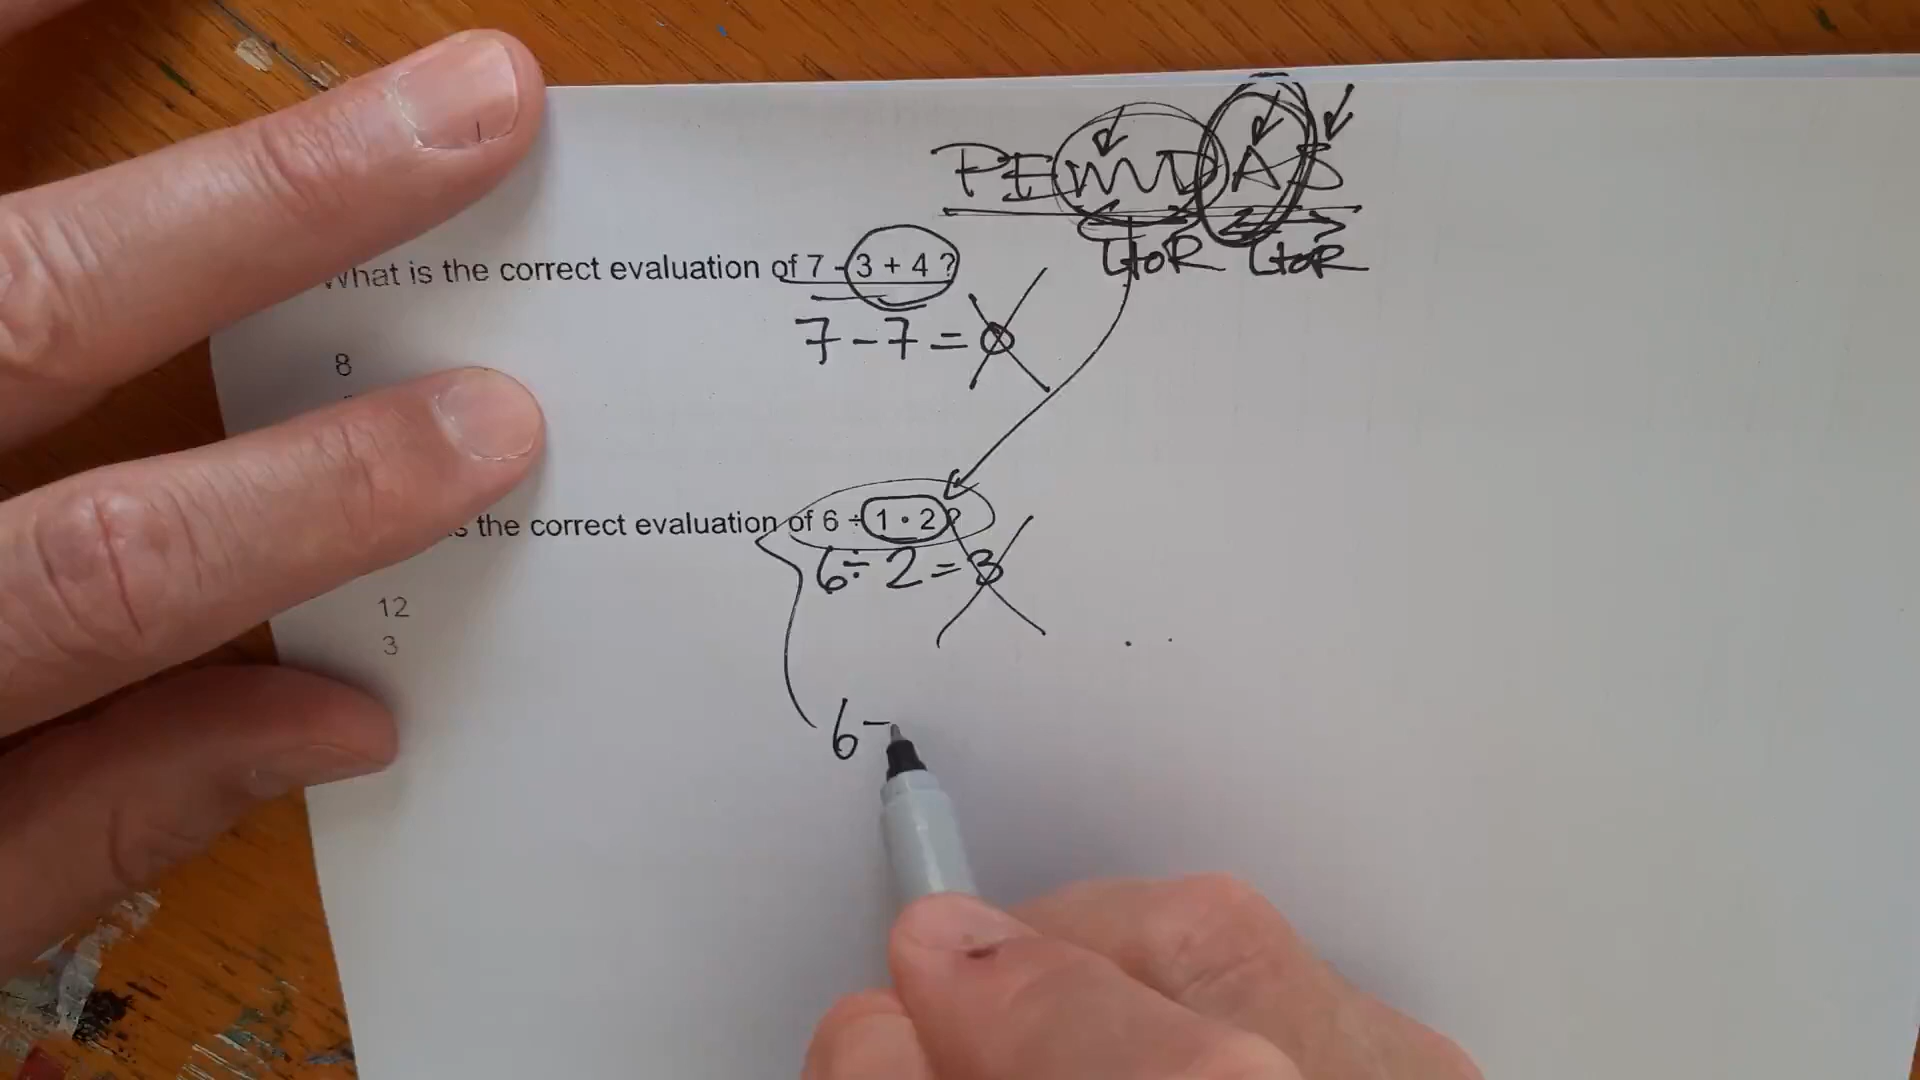 PEMDAS
LtoR LtoR
What is the correct evaluation of 7 - 3 + 4 ?
7 - 7 = 0
8
the correct evaluation of 6 ÷ 1 • 2?
6 ÷ 2 = 3
12
3
6 -